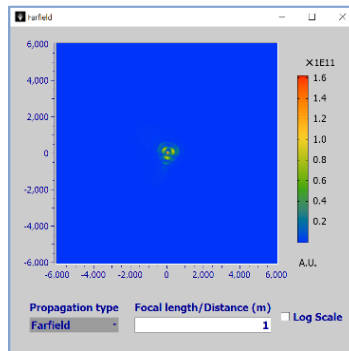 Farfield
×1E11
6,000
4,000
2,000
0
-2,000
-4,000
-6,000
-6,000 -4,000 -2,000 0 2,000 4,000 6,000
1.6
1.4
1.2
1.0
0.8
0.6
0.4
0.2
A.U.
Propagation type
Farfield
Focal length/Distance (m)
1
Log Scale